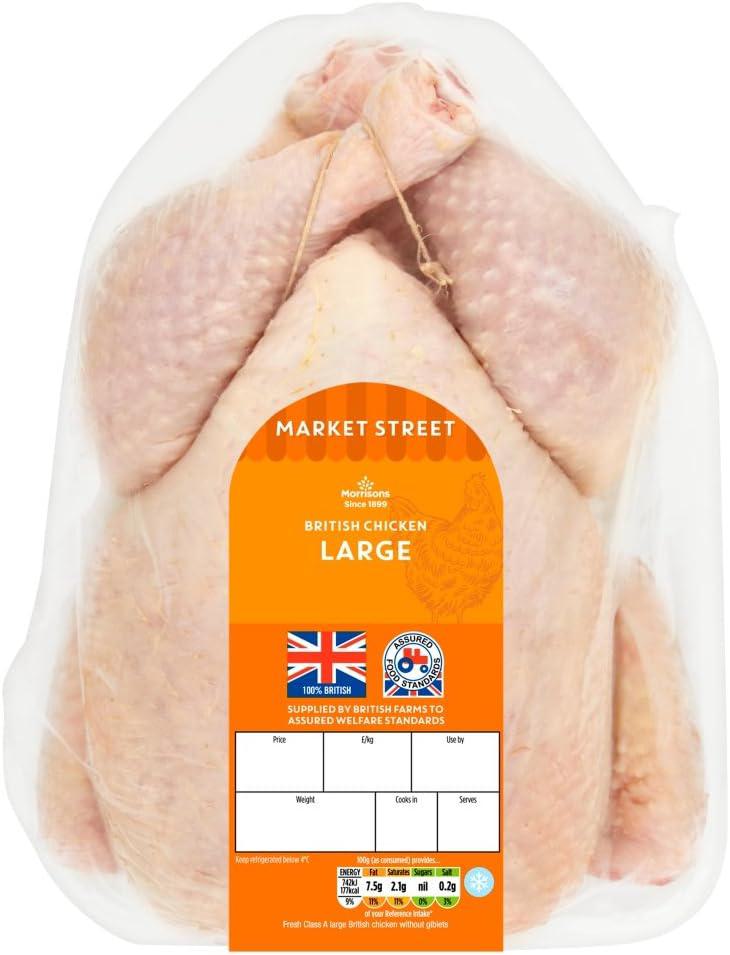 MARKET STREET
Morrisons
Since 1899
BRITISH CHICKEN
LARGE
100% BRITISH
ASSURED
FOOD STANDARDS
SUPPLIED BY BRITISH FARMS TO
ASSURED WELFARE STANDARDS
Price £/kg Use by
Weight Cooks in Serves
Keep refrigerated below 4°C
100g (as consumed) provides...
ENERGY Fat Saturates Sugars Salt
742kJ
177kcal 7.5g 2.1g nil 0.2g
9% 11% 11% 0% 3%
of your Reference Intake*
Fresh Class A large British chicken without giblets